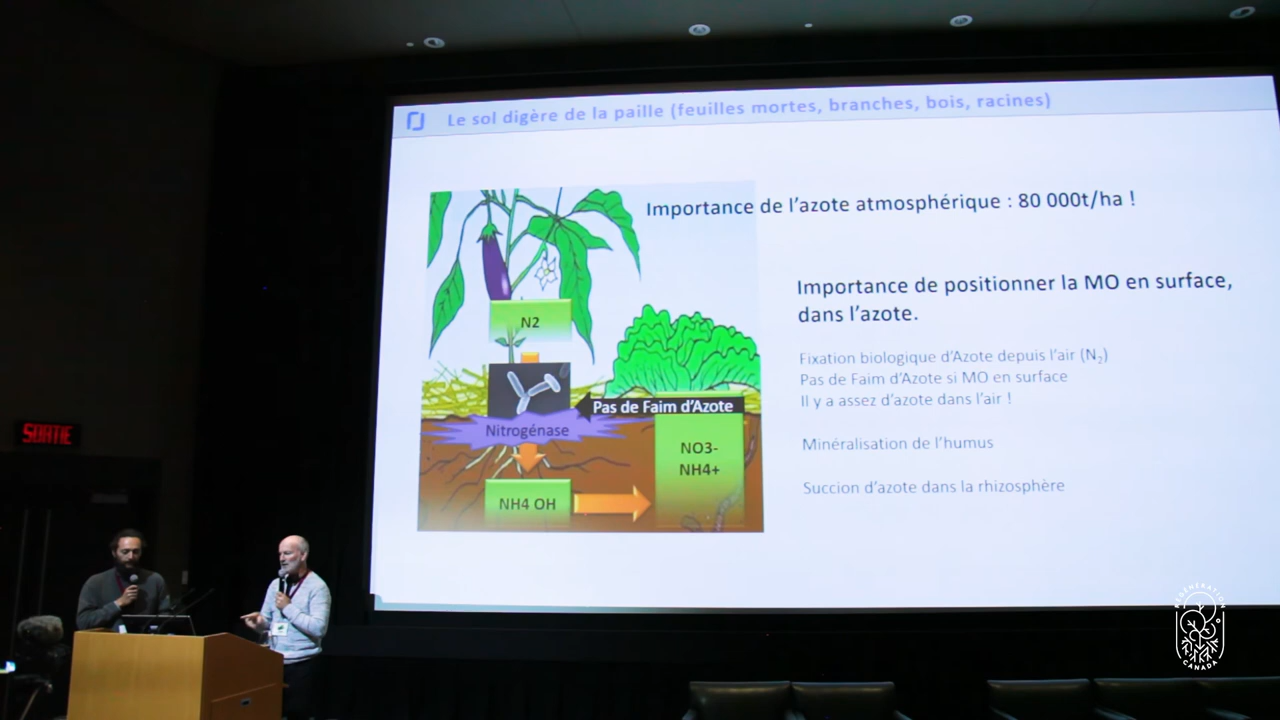 Le sol digère de la paille (feuilles mortes, branches, bois, racines)
Importance de l'azote atmosphérique : 80 000t/ha !
Importance de positionner la MO en surface,
dans l'azote.
Fixation biologique d'Azote depuis l'air (N₂)
Pas de Faim d'Azote si MO en surface
Il y a assez d'azote dans l'air !
Minéralisation de l'humus
Succion d'azote dans la rhizosphère
N2
Pas de Faim d'Azote
Nitrogénase
NO3-
NH4+
NH4 OH
SORTIE
REGENERATION
CANADA